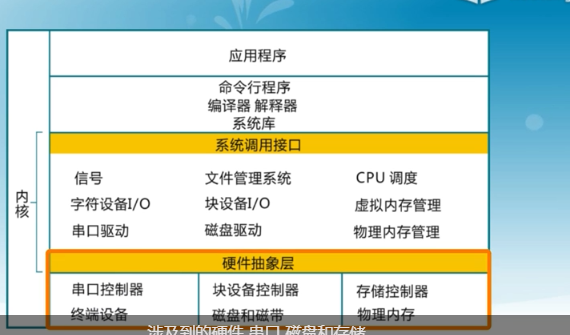 应用程序
命令行程序
编译器 解释器
系统库
系统调用接口
内核
信号 文件管理系统 CPU 调度
字符设备I/O 块设备I/O 虚拟内存管理
串口驱动 磁盘驱动 物理内存管理
硬件抽象层
串口控制器 块设备控制器 存储控制器
终端设备 磁盘和磁带 物理内存
涉及到的硬件 串口 磁盘和存储